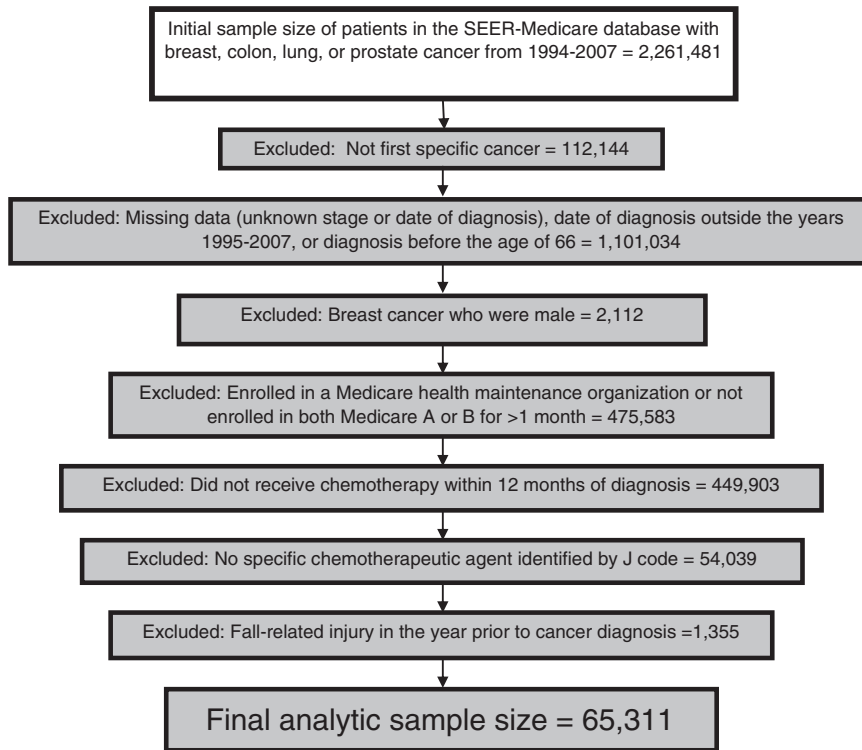 Initial sample size of patients in the SEER-Medicare database with
breast, colon, lung, or prostate cancer from 1994-2007 = 2,261,481
Excluded: Not first specific cancer = 112,144
Excluded: Missing data (unknown stage or date of diagnosis), date of diagnosis outside the years
1995-2007, or diagnosis before the age of 66 = 1,101,034
Excluded: Breast cancer who were male = 2,112
Excluded: Enrolled in a Medicare health maintenance organization or not
enrolled in both Medicare A or B for >1 month = 475,583
Excluded: Did not receive chemotherapy within 12 months of diagnosis = 449,903
Excluded: No specific chemotherapeutic agent identified by J code = 54,039
Excluded: Fall-related injury in the year prior to cancer diagnosis =1,355
Final analytic sample size = 65,311